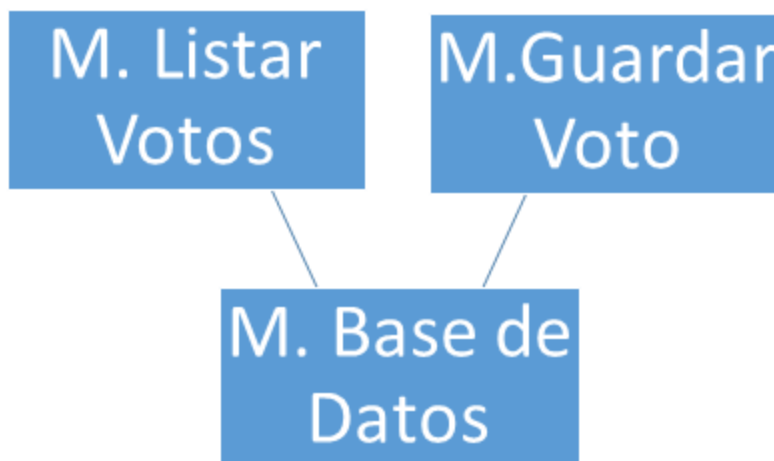 M. Listar
Votos
M.Guardar
Voto
M. Base de
Datos